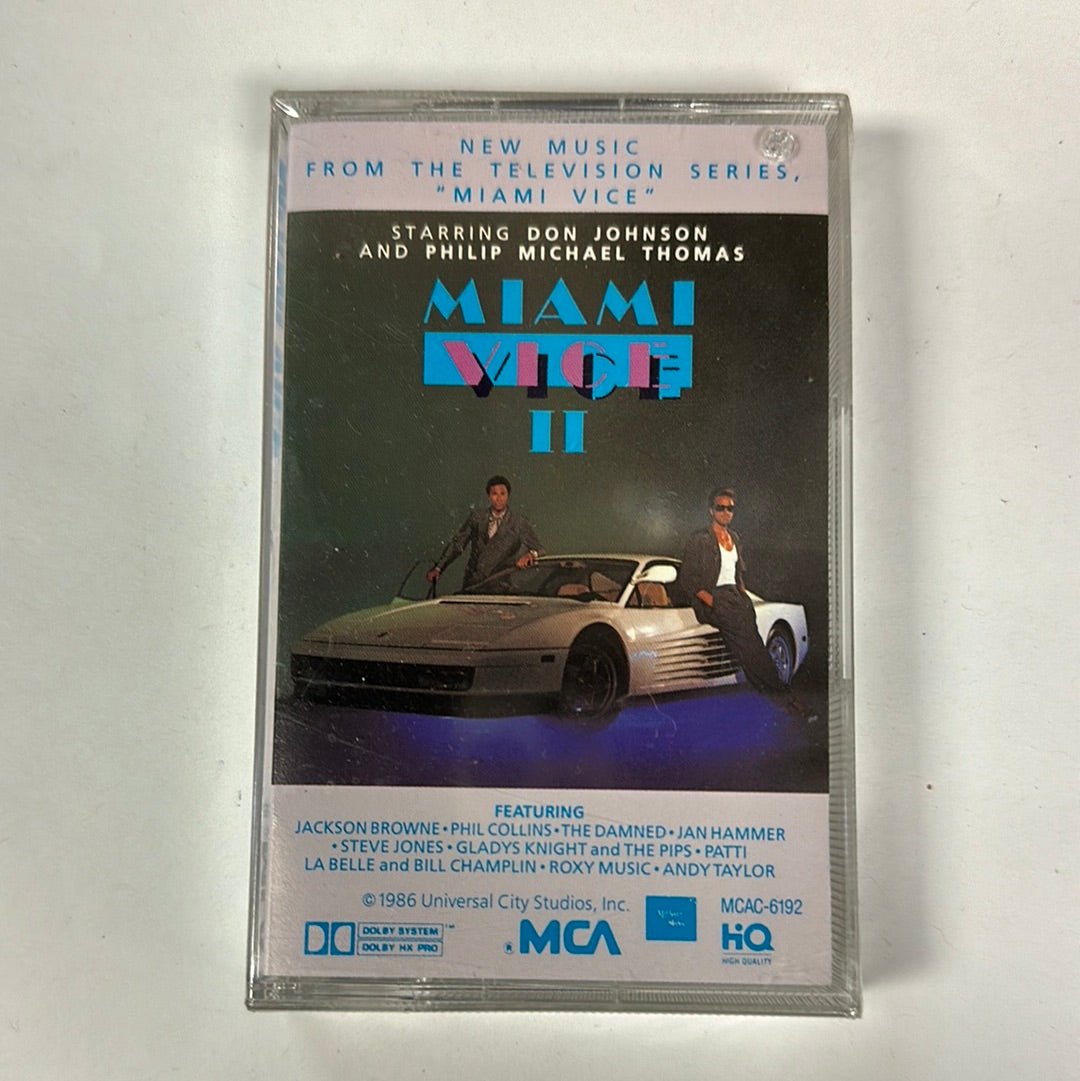 NEW MUSIC
FROM THE TELEVISION SERIES,
"MIAMI VICE"
STARRING DON JOHNSON
AND PHILIP MICHAEL THOMAS
MIAMI
VICE
II
FEATURING
JACKSON BROWNE • PHIL COLLINS • THE DAMNED • JAN HAMMER
• STEVE JONES • GLADYS KNIGHT and THE PIPS • PATTI
LA BELLE and BILL CHAMPLIN • ROXY MUSIC • ANDY TAYLOR
©1986 Universal City Studios, Inc.
MCAC-6192
DOLBY SYSTEM™
DOLBY HX PRO
®MCA
HiQ
HIGH QUALITY